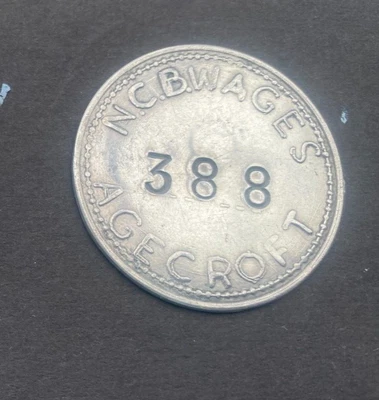 N.C.B. WAGES
388
AGECROFT